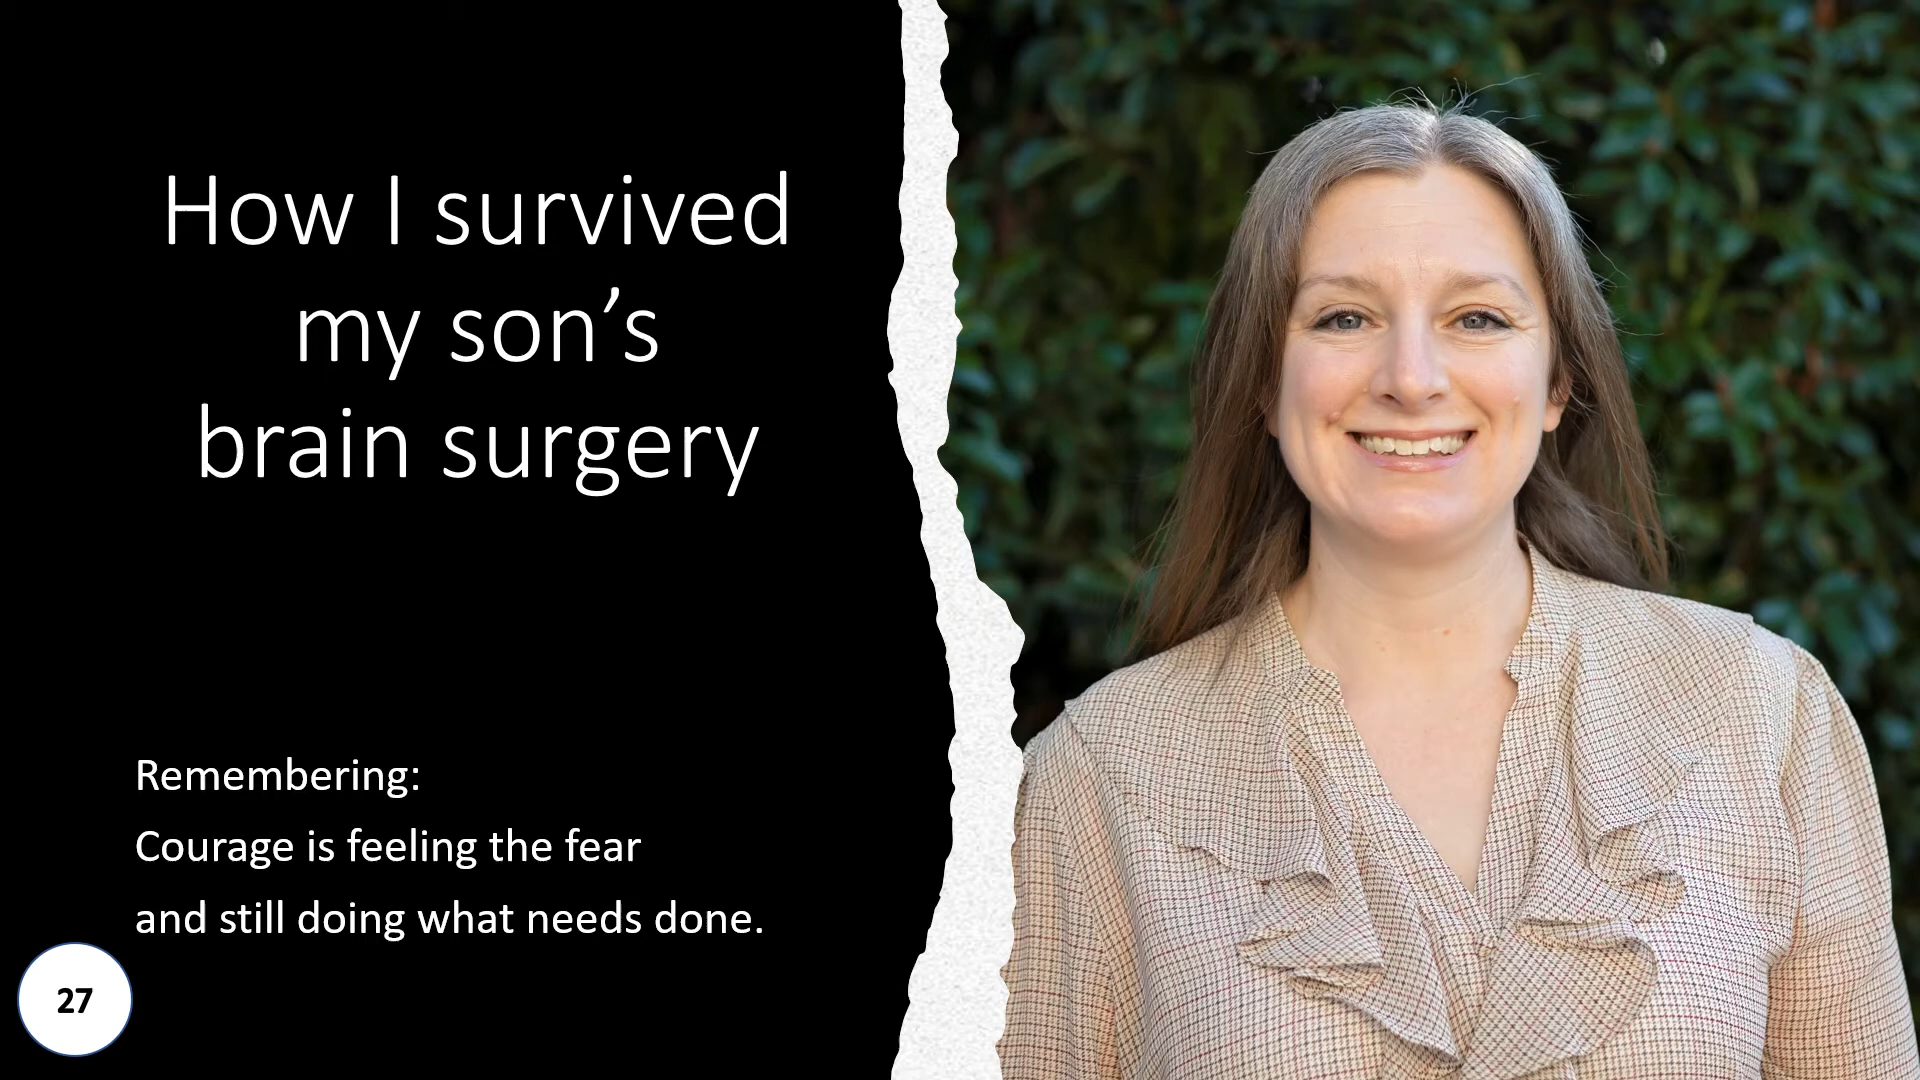 How I survived
my son’s
brain surgery
Remembering:
Courage is feeling the fear
and still doing what needs done.
27